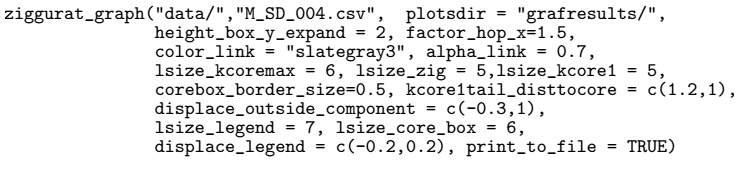 ziggurat_graph("data/","M_SD_004.csv", plotsdir = "grafresults/",
height_box_y_expand = 2, factor_hop_x=1.5,
color_link = "slategray3", alpha_link = 0.7,
lsize_kcoremax = 6, lsize_zig = 5,lsize_kcore1 = 5,
corebox_border_size=0.5, kcore1tail_disttocore = c(1.2,1),
displace_outside_component = c(-0.3,1),
lsize_legend = 7, lsize_core_box = 6,
displace_legend = c(-0.2,0.2), print_to_file = TRUE)